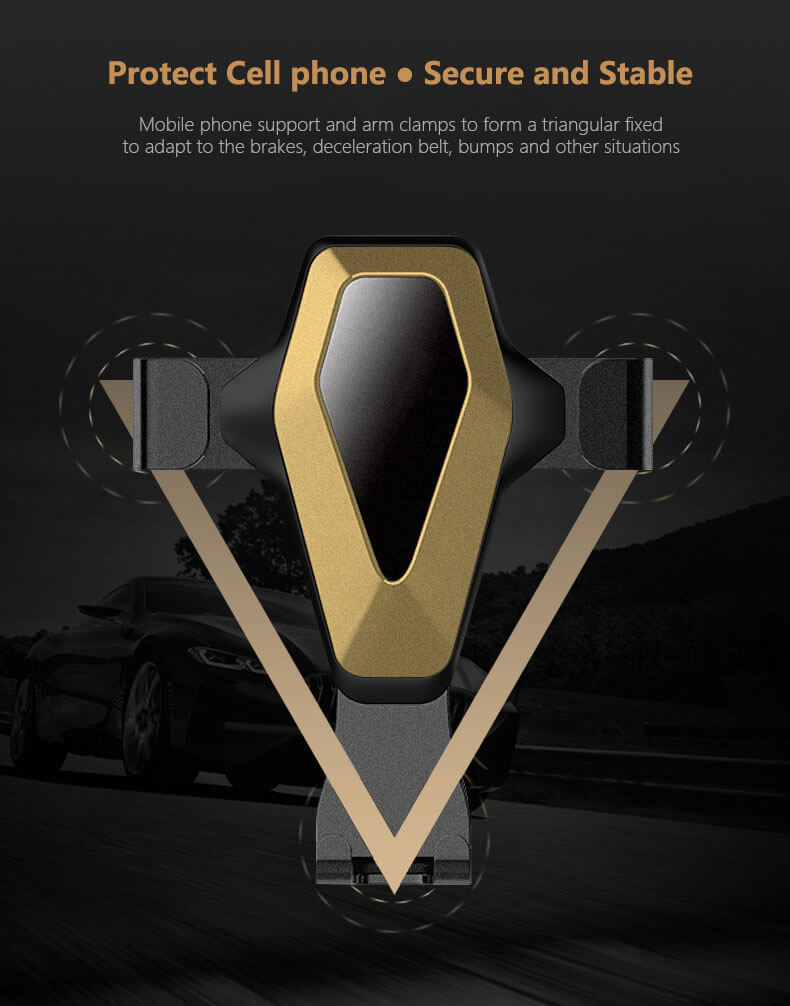 Protect Cell phone ● Secure and Stable
Mobile phone support and arm clamps to form a triangular fixed
to adapt to the brakes, deceleration belt, bumps and other situations